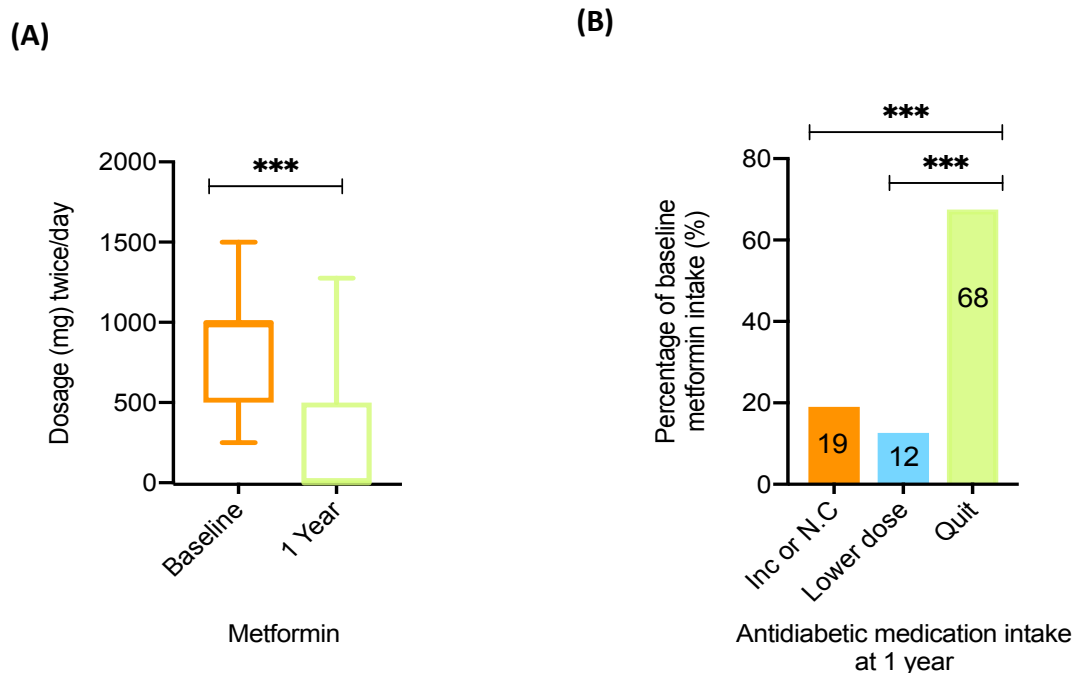 (A)
Dosage (mg) twice/day
2000
1500
1000
500
0
***
Baseline
1 Year
Metformin
(B)
Percentage of baseline
metformin intake (%)
80
60
40
20
0
***
***
19
12
68
Inc or N.C
Lower dose
Quit
Antidiabetic medication intake
at 1 year